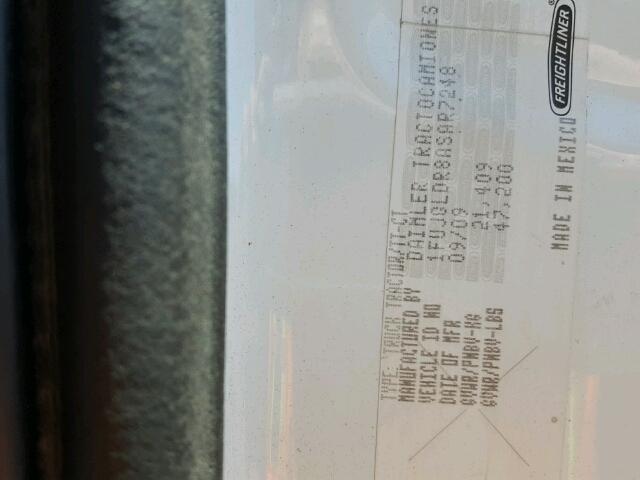 TYPE: TRUCK TRACTOR/TT-CT
MANUFACTURED BY DAIMLER TRACTOCAMIONES
VEHICLE ID NO 1FUJGLDR8ASAR7248
DATE OF MFR 09/09
GVWR/PNBV-KG 21,409
GVWR/PNBV-LBS 47,200
MADE IN MEXICO
FREIGHTLINER